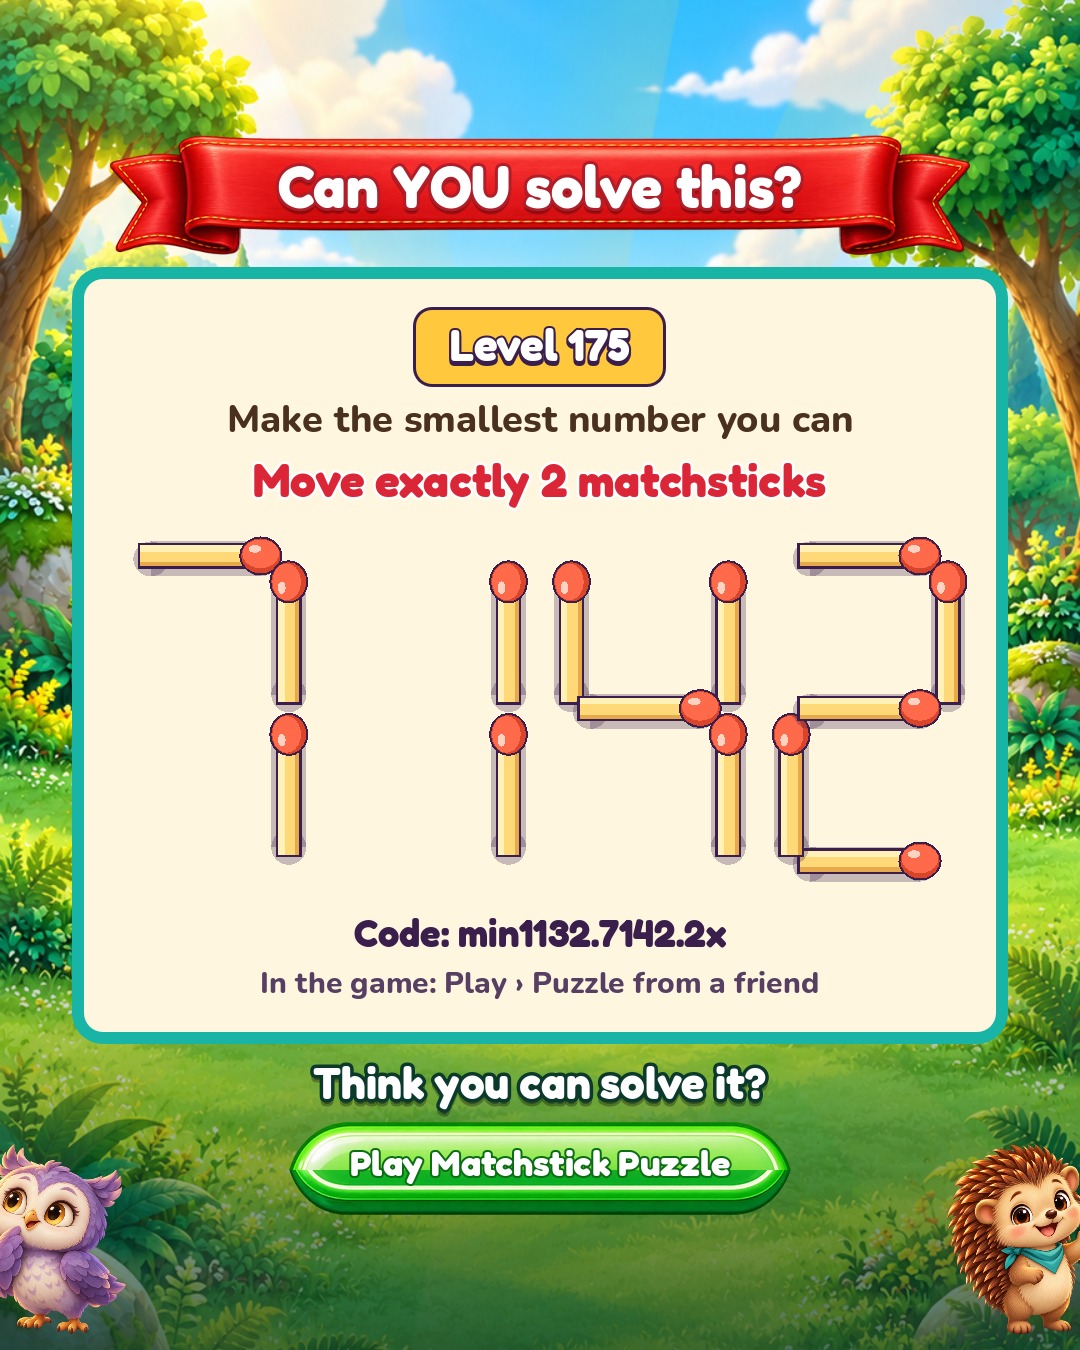 Can YOU solve this?
Level 175
Make the smallest number you can
Move exactly 2 matchsticks
7142
Code: min1132.7142.2x
In the game: Play › Puzzle from a friend
Think you can solve it?
Play Matchstick Puzzle